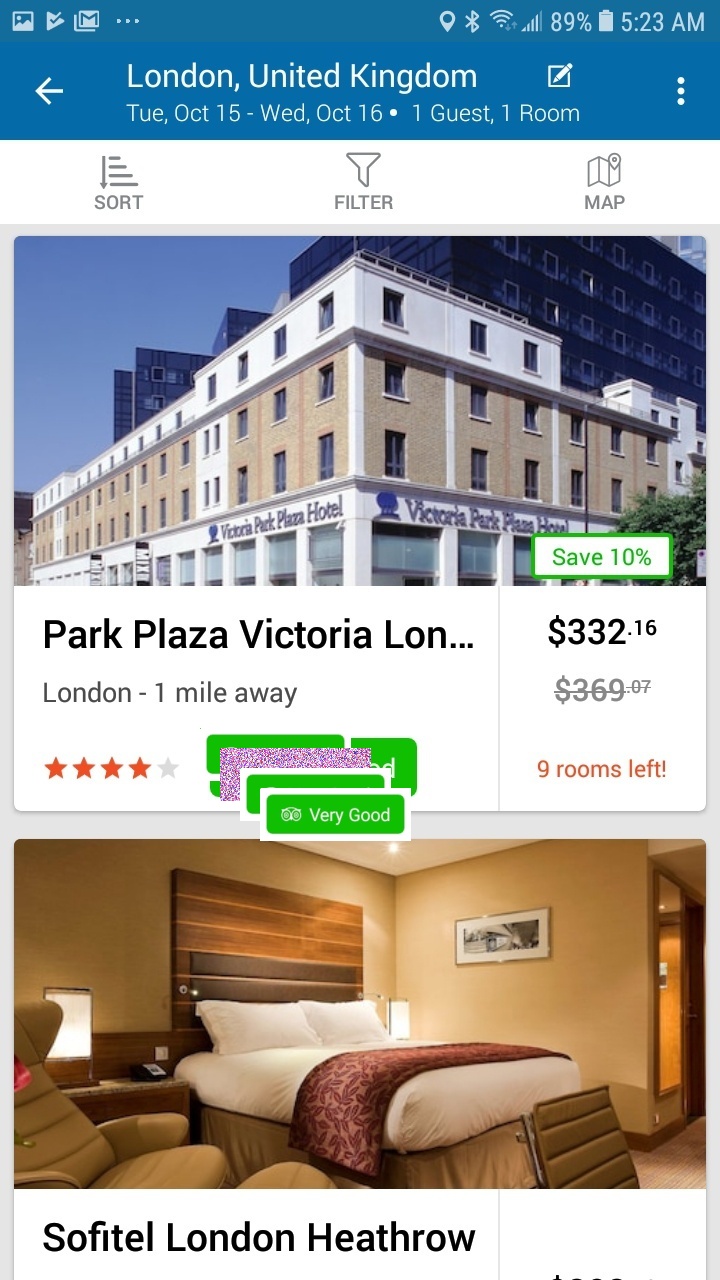 89% 5:23 AM
London, United Kingdom
Tue, Oct 15 - Wed, Oct 16 • 1 Guest, 1 Room
SORT FILTER MAP
Victoria Park Plaza Hotel Victoria Park Plaza Hotel
Save 10%
Park Plaza Victoria Lon... $332.16
London - 1 mile away $369.07
9 rooms left!
Very Good
Sofitel London Heathrow